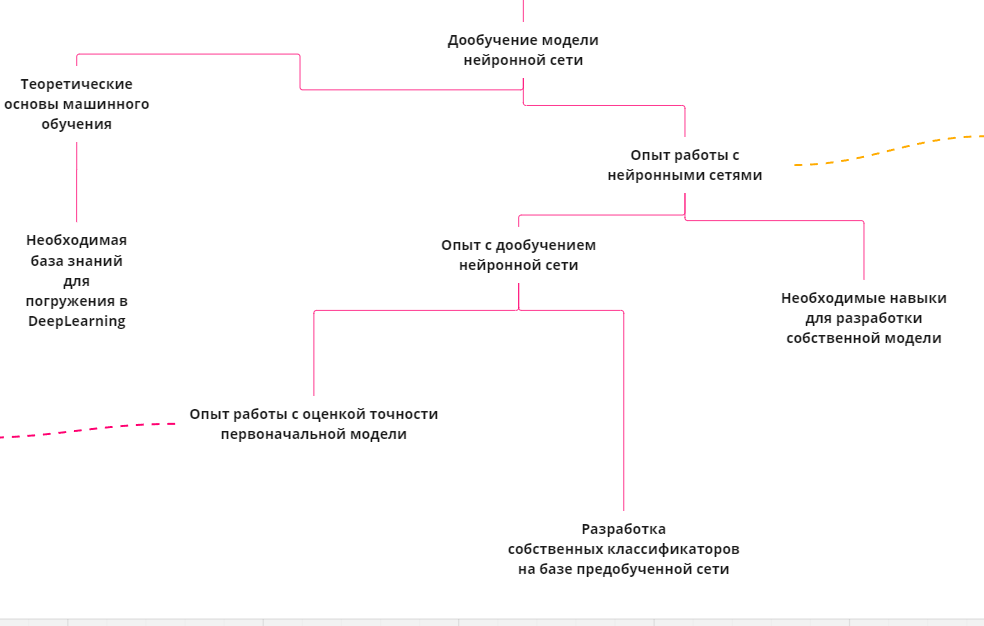 Дообучение модели
нейронной сети
Теоретические
основы машинного
обучения
Опыт работы с
нейронными сетями
Необходимая
база знаний
для
погружения в
DeepLearning
Опыт с дообучением
нейронной сети
Необходимые навыки
для разработки
собственной модели
Опыт работы с оценкой точности
первоначальной модели
Разработка
собственных классификаторов
на базе предобученной сети